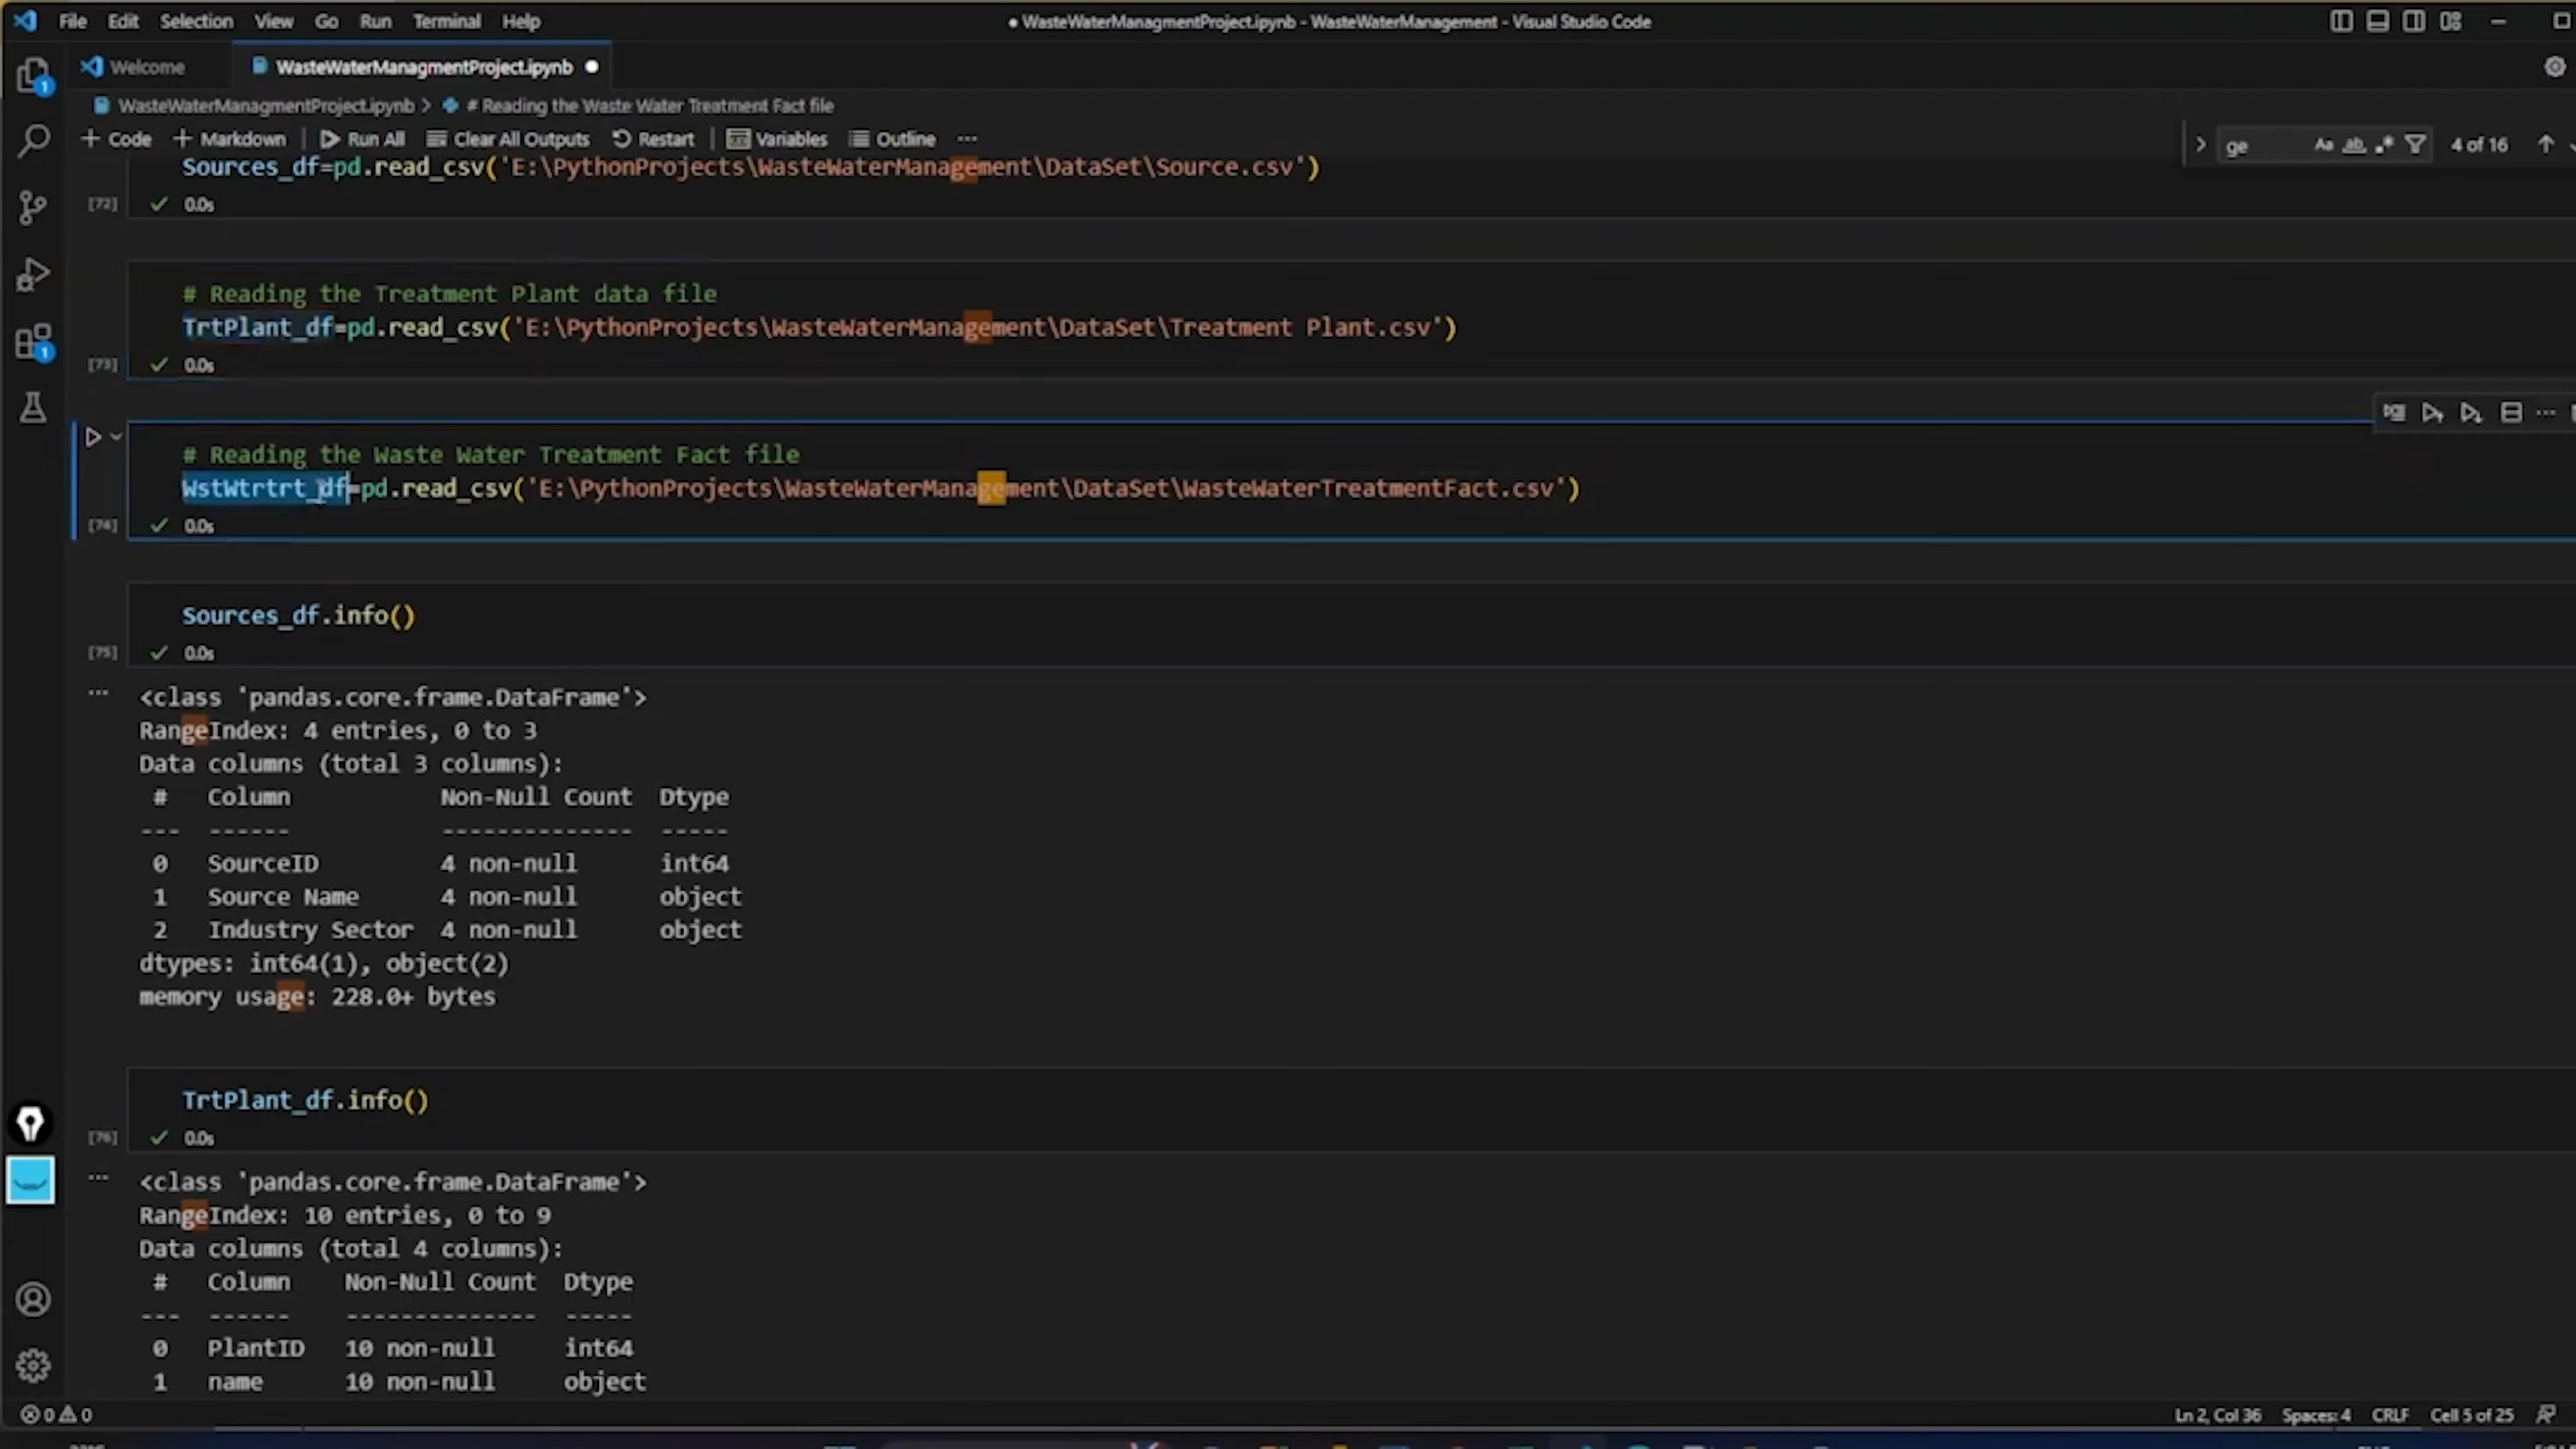 File Edit Selection View Go Run Terminal Help
● WasteWaterManagmentProject.ipynb - WasteWaterManagement - Visual Studio Code
Welcome
WasteWaterManagmentProject.ipynb ●
WasteWaterManagmentProject.ipynb > # Reading the Waste Water Treatment Fact file
+ Code + Markdown | Run All Clear All Outputs Restart | Variables Outline ...
ge Aa ab 4 of 16
Sources_df=pd.read_csv('E:\PythonProjects\WasteWaterManagement\DataSet\Source.csv')
[72] ✓ 0.0s
# Reading the Treatment Plant data file
TrtPlant_df=pd.read_csv('E:\PythonProjects\WasteWaterManagement\DataSet\Treatment Plant.csv')
[73] ✓ 0.0s
# Reading the Waste Water Treatment Fact file
WstWtrtrt_df=pd.read_csv('E:\PythonProjects\WasteWaterManagement\DataSet\WasteWaterTreatmentFact.csv')
[74] ✓ 0.0s
Sources_df.info()
[75] ✓ 0.0s
... <class 'pandas.core.frame.DataFrame'>
RangeIndex: 4 entries, 0 to 3
Data columns (total 3 columns):
# Column Non-Null Count Dtype
--- ------ -------------- -----
0 SourceID 4 non-null int64
1 Source Name 4 non-null object
2 Industry Sector 4 non-null object
dtypes: int64(1), object(2)
memory usage: 228.0+ bytes
TrtPlant_df.info()
[76] ✓ 0.0s
... <class 'pandas.core.frame.DataFrame'>
RangeIndex: 10 entries, 0 to 9
Data columns (total 4 columns):
# Column Non-Null Count Dtype
--- ------ -------------- -----
0 PlantID 10 non-null int64
1 name 10 non-null object
1
1
0 0
Ln 2, Col 36 Spaces: 4 CRLF Cell 5 of 25